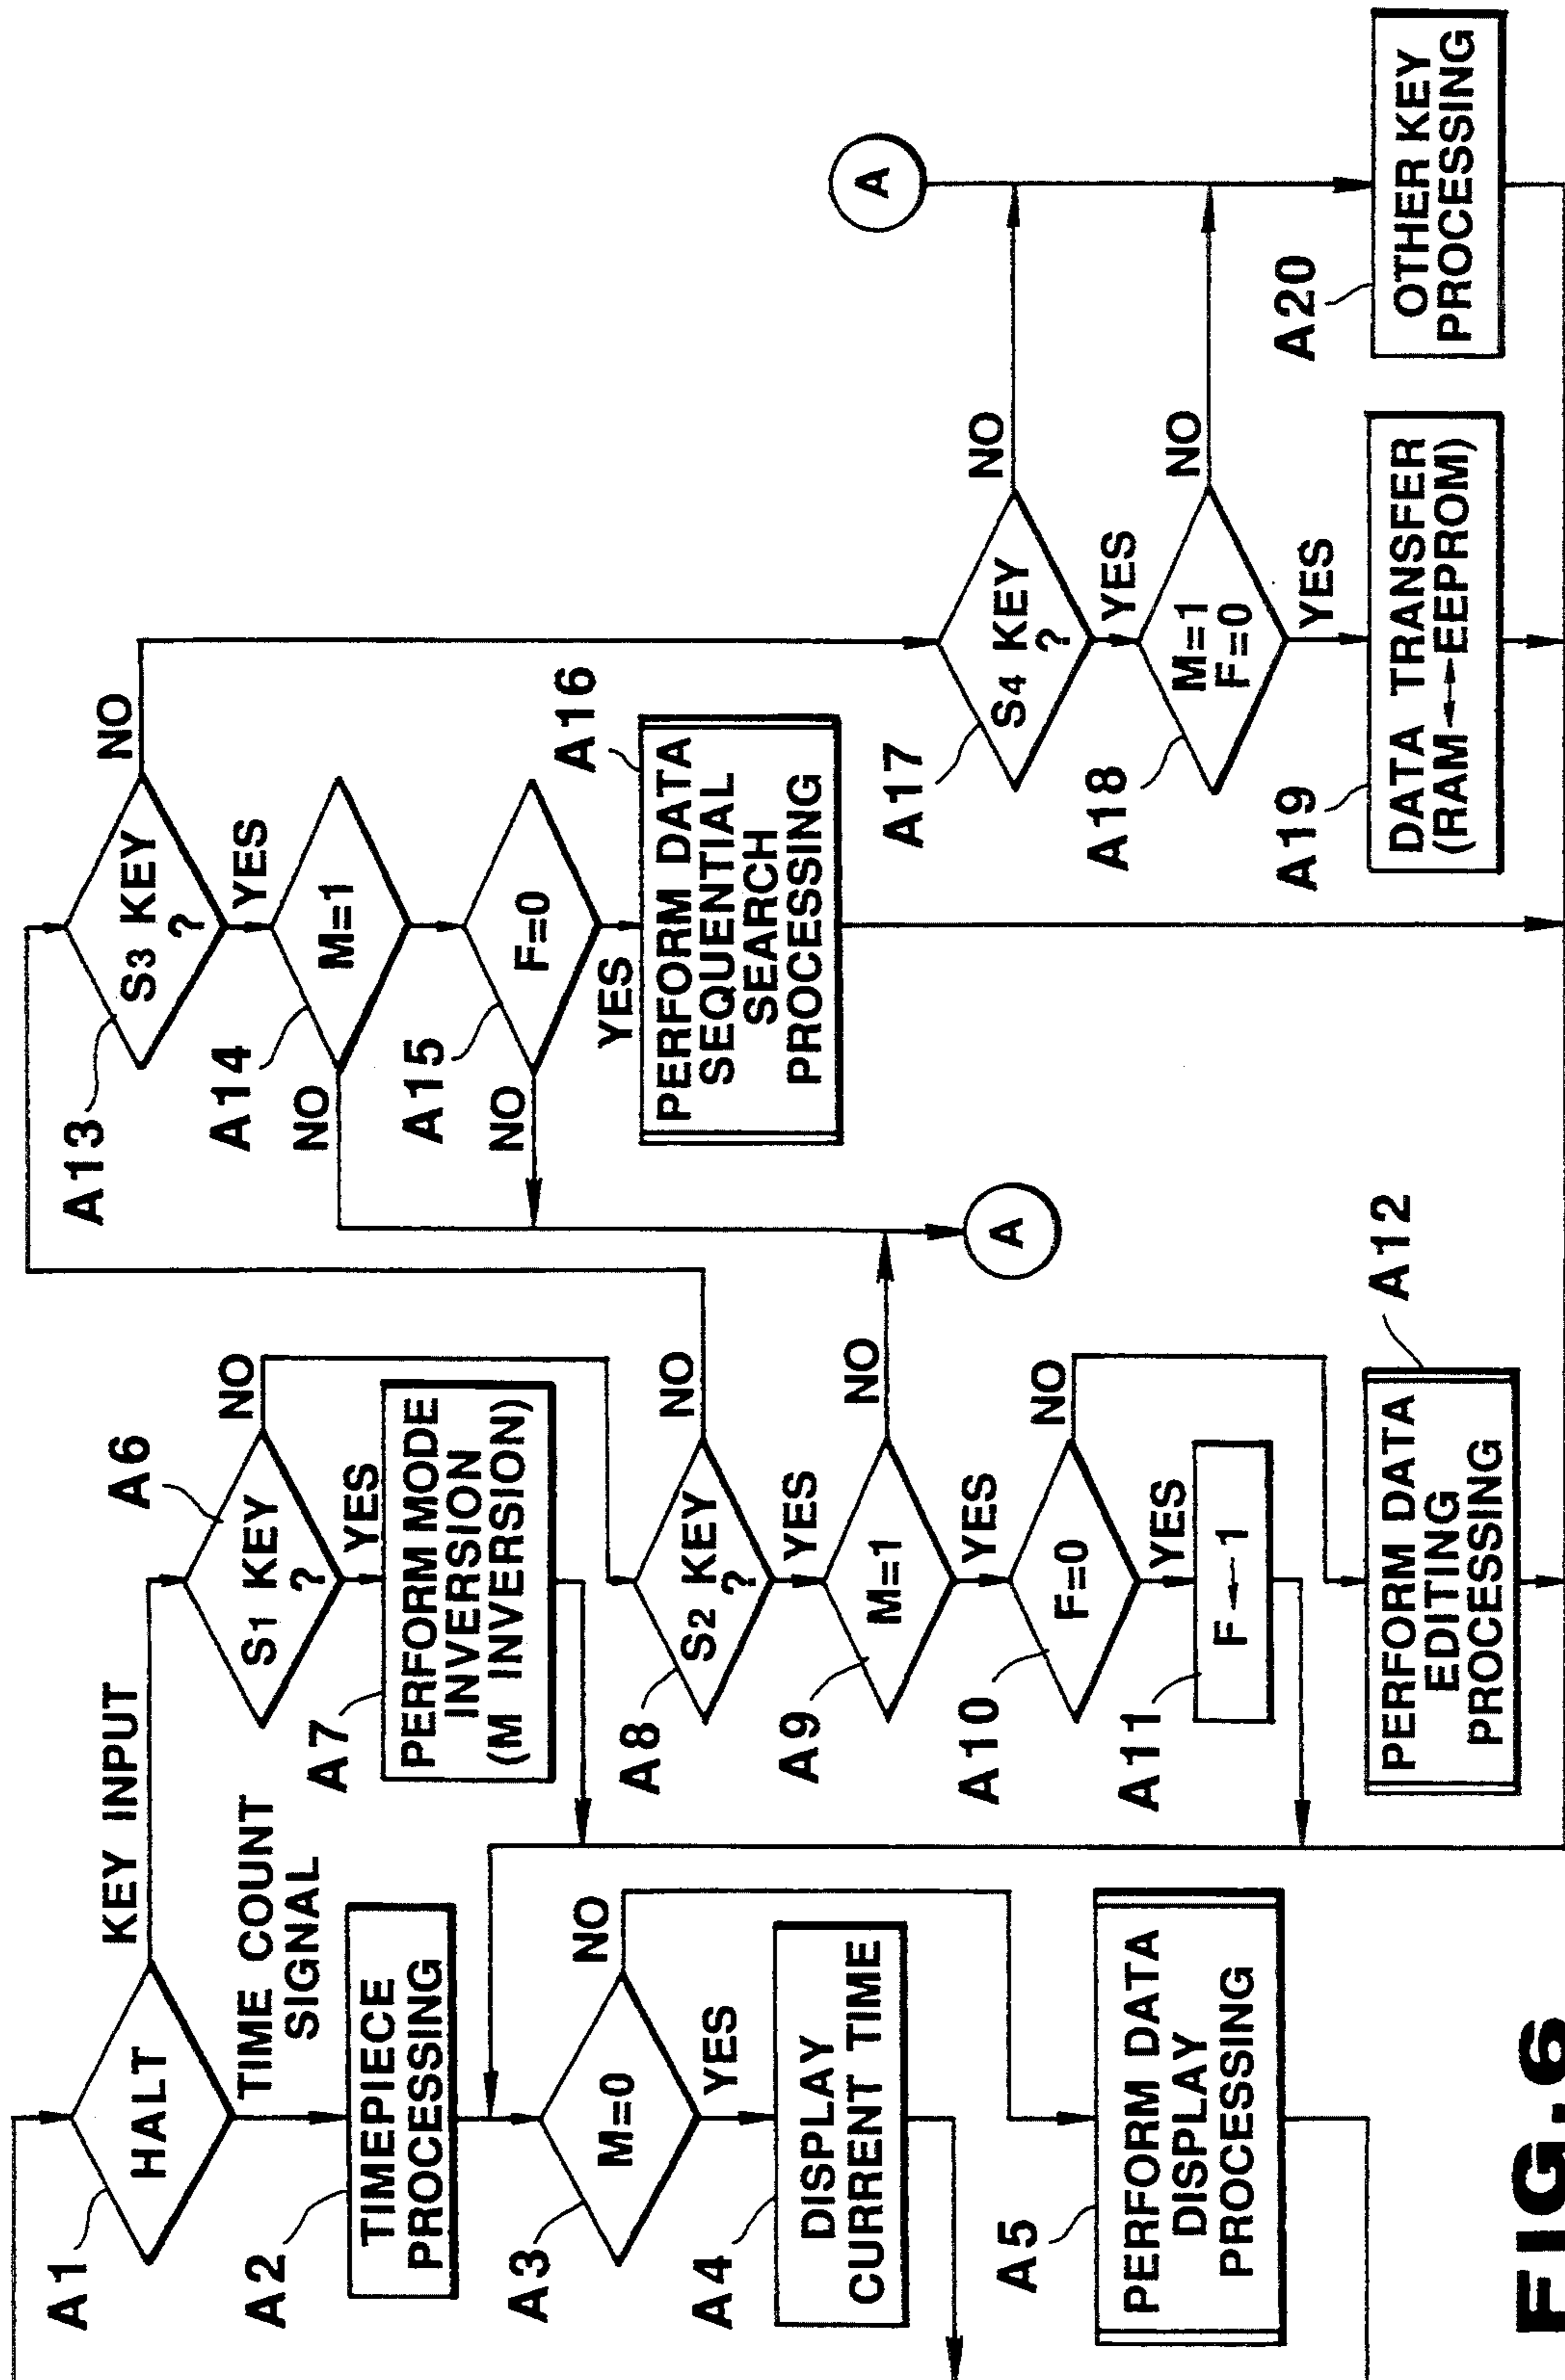 A1
HALT
KEY INPUT
TIME COUNT
SIGNAL
A2
TIMEPIECE
PROCESSING
A3
M=0
NO
YES
A4
DISPLAY
CURRENT TIME
A5
PERFORM DATA
DISPLAY
PROCESSING
A6
S1 KEY
?
NO
YES
A7
PERFORM MODE
INVERSION
(M INVERSION)
A8
S2 KEY
?
NO
YES
A9
M=1
NO
YES
A10
F=0
NO
YES
A11
F←1
A12
PERFORM DATA
EDITING
PROCESSING
A13
S3 KEY
?
NO
YES
A14
M=1
NO
A15
F=0
NO
YES
A16
PERFORM DATA
SEQUENTIAL
SEARCH
PROCESSING
A
A17
S4 KEY
?
NO
YES
A18
M=1
F=0
NO
YES
A19
DATA TRANSFER
(RAM↔EEPROM)
A
A20
OTHER KEY
PROCESSING
FIG.6